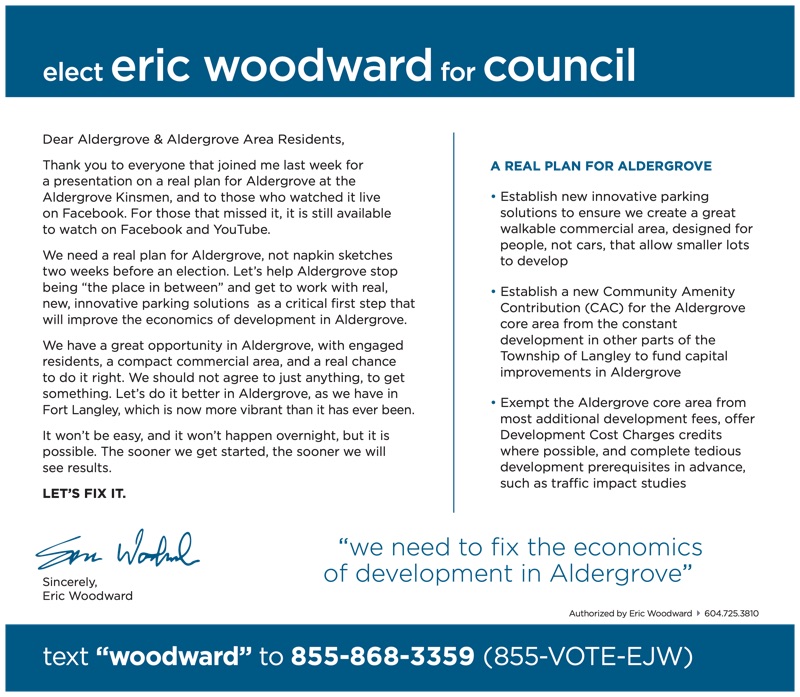 elect eric woodward for council
Dear Aldergrove & Aldergrove Area Residents,
Thank you to everyone that joined me last week for
a presentation on a real plan for Aldergrove at the
Aldergrove Kinsmen, and to those who watched it live
on Facebook. For those that missed it, it is still available
to watch on Facebook and YouTube.
We need a real plan for Aldergrove, not napkin sketches
two weeks before an election. Let's help Aldergrove stop
being “the place in between” and get to work with real,
new, innovative parking solutions as a critical first step that
will improve the economics of development in Aldergrove.
We have a great opportunity in Aldergrove, with engaged
residents, a compact commercial area, and a real chance
to do it right. We should not agree to just anything, to get
something. Let's do it better in Aldergrove, as we have in
Fort Langley, which is now more vibrant than it has ever been.
It won't be easy, and it won't happen overnight, but it is
possible. The sooner we get started, the sooner we will
see results.
LET'S FIX IT.
Eric Woodward
Sincerely,
Eric Woodward
A REAL PLAN FOR ALDERGROVE
• Establish new innovative parking
solutions to ensure we create a great
walkable commercial area, designed for
people, not cars, that allow smaller lots
to develop
• Establish a new Community Amenity
Contribution (CAC) for the Aldergrove
core area from the constant
development in other parts of the
Township of Langley to fund capital
improvements in Aldergrove
• Exempt the Aldergrove core area from
most additional development fees, offer
Development Cost Charges credits
where possible, and complete tedious
development prerequisites in advance,
such as traffic impact studies
“we need to fix the economics
of development in Aldergrove”
Authorized by Eric Woodward ▸ 604.725.3810
text “woodward” to 855-868-3359 (855-VOTE-EJW)